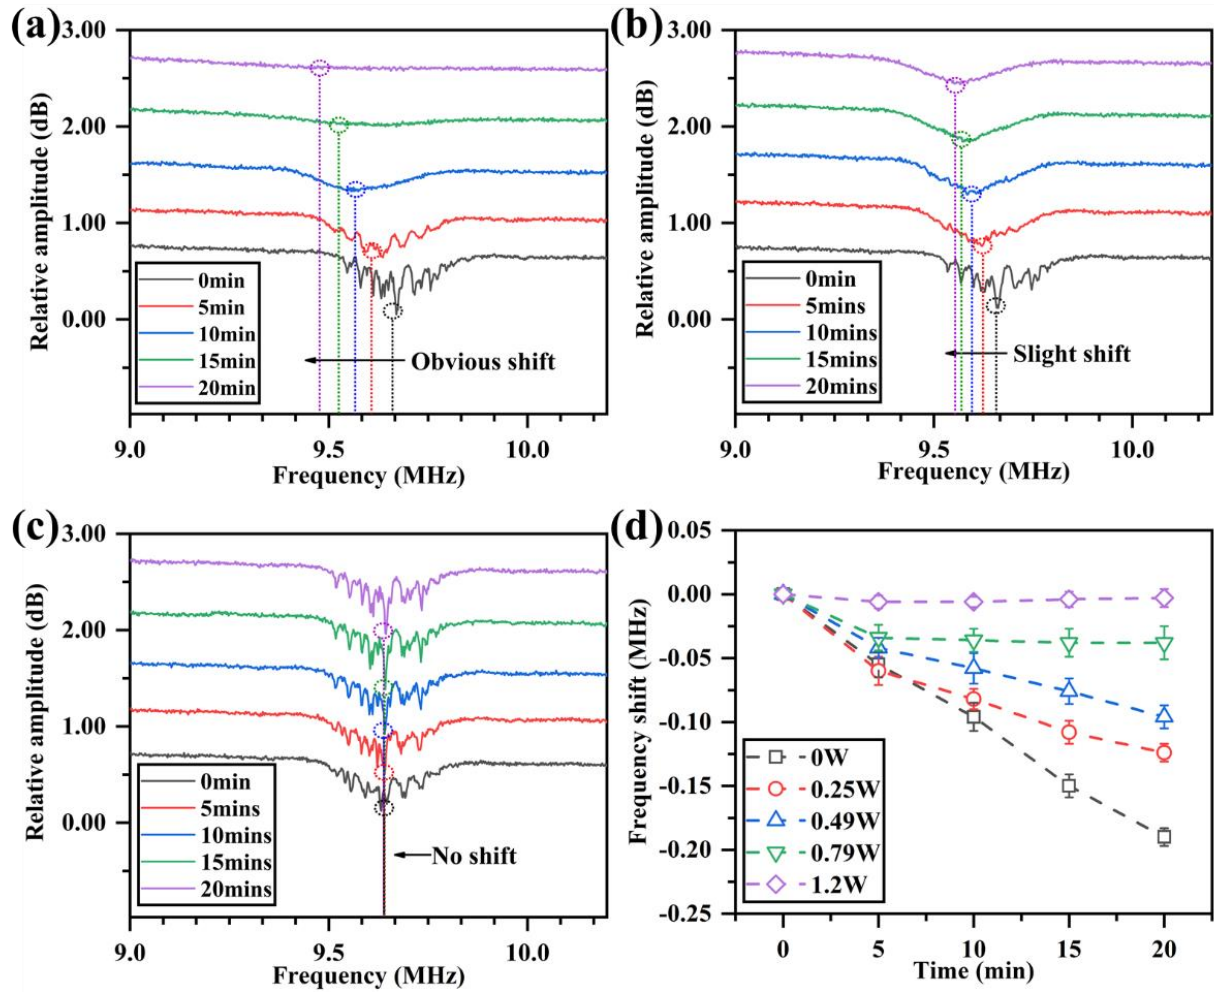 (a)
3.00
2.00
1.00
0.00
Relative amplitude (dB)
0min
5min
10min
15min
20min
Obvious shift
9.0
9.5
10.0
Frequency (MHz)
(b)
3.00
2.00
1.00
0.00
Relative amplitude (dB)
0min
5mins
10mins
15mins
20mins
Slight shift
9.0
9.5
10.0
Frequency (MHz)
(c)
3.00
2.00
1.00
0.00
Relative amplitude (dB)
0min
5mins
10mins
15mins
20mins
No shift
9.0
9.5
10.0
Frequency (MHz)
(d)
0.05
0.00
-0.05
-0.10
-0.15
-0.20
-0.25
Frequency shift (MHz)
0W
0.25W
0.49W
0.79W
1.2W
0
5
10
15
20
Time (min)